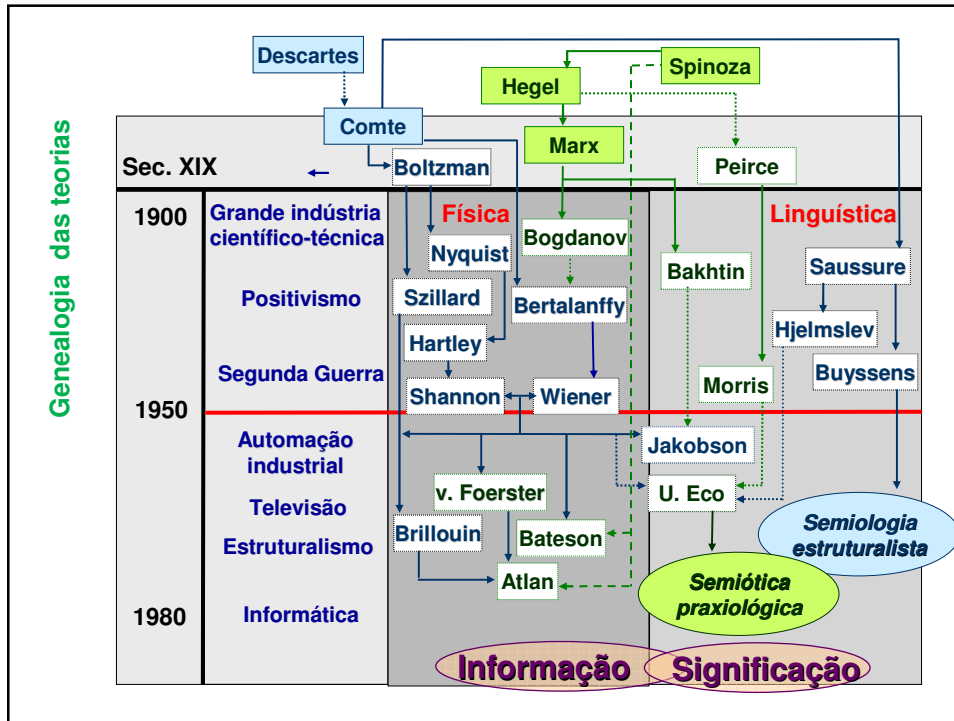 Genealogia das teorias
Descartes
Spinoza
Hegel
Comte
Marx
Sec. XIX
Boltzman
Peirce
1900
Grande indústria
científico-técnica
Física
Linguística
Bogdanov
Nyquist
Bakhtin
Saussure
Positivismo
Szillard
Bertalanffy
Hjelmslev
Hartley
Segunda Guerra
Buyssens
Shannon
Wiener
Morris
1950
Automação
industrial
Jakobson
v. Foerster
U. Eco
Televisão
Brillouin
Bateson
Semiologia
estruturalista
Estruturalismo
Atlan
Semiótica
praxiológica
1980
Informática
Informação
Significação